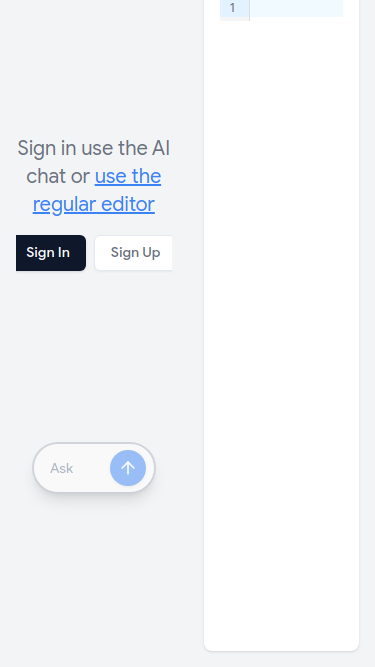 1
Sign in use the AI
chat or use the
regular editor
Sign In
Sign Up
Ask